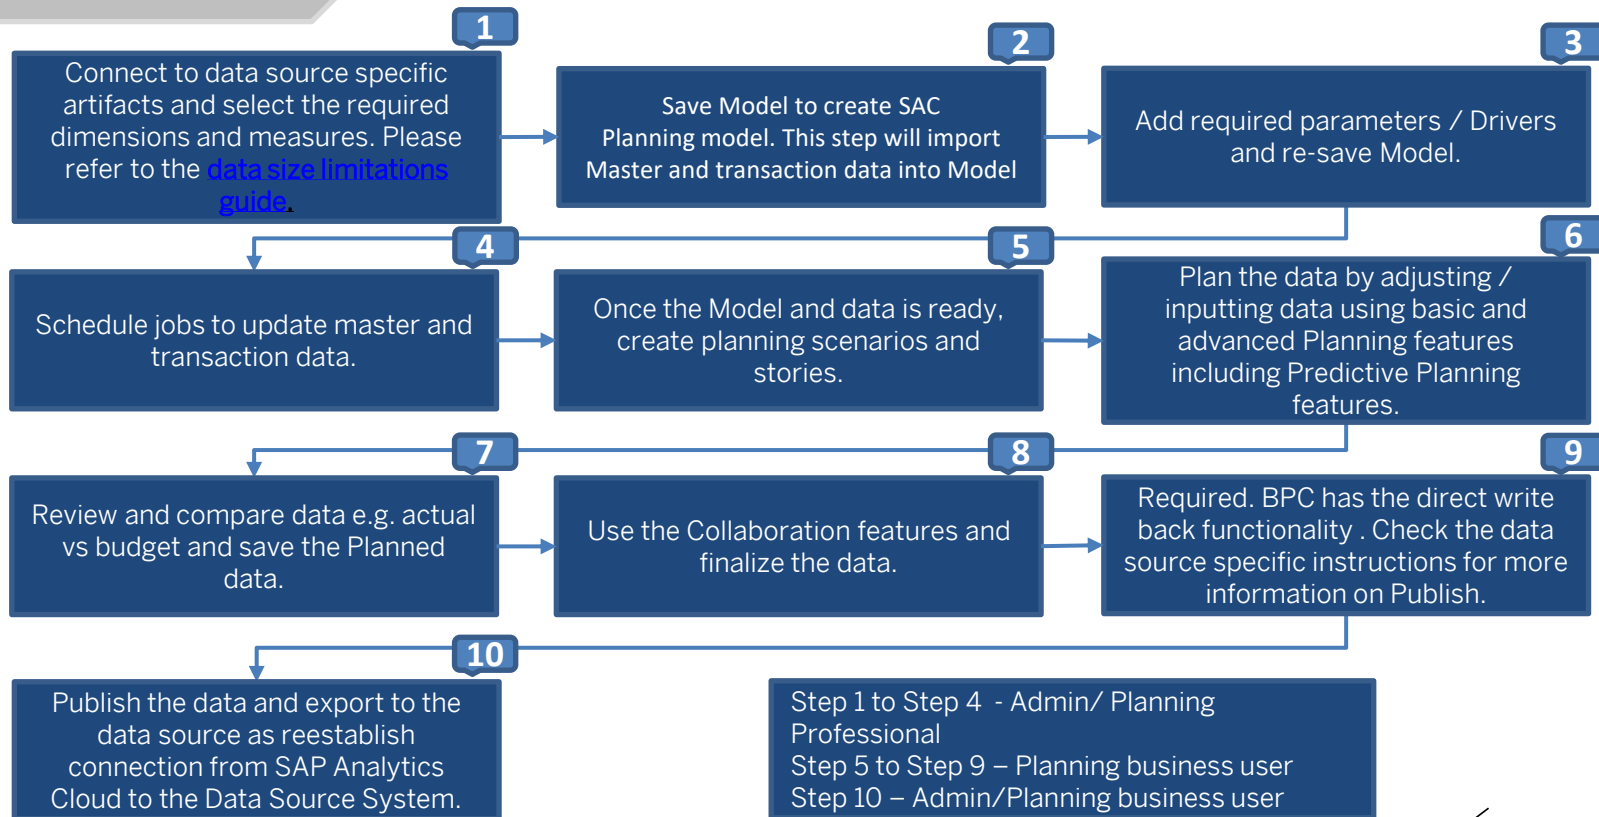 1
Connect to data source specific
artifacts and select the required
dimensions and measures. Please
refer to the data size limitations
guide.
2
Save Model to create SAC
Planning model. This step will import
Master and transaction data into Model
3
Add required parameters / Drivers
and re-save Model.
4
Schedule jobs to update master and
transaction data.
5
Once the Model and data is ready,
create planning scenarios and
stories.
6
Plan the data by adjusting /
inputting data using basic and
advanced Planning features
including Predictive Planning
features.
7
Review and compare data e.g. actual
vs budget and save the Planned
data.
8
Use the Collaboration features and
finalize the data.
9
Required. BPC has the direct write
back functionality . Check the data
source specific instructions for more
information on Publish.
10
Publish the data and export to the
data source as reestablish
connection from SAP Analytics
Cloud to the Data Source System.
Step 1 to Step 4 - Admin/ Planning
Professional
Step 5 to Step 9 – Planning business user
Step 10 – Admin/Planning business user